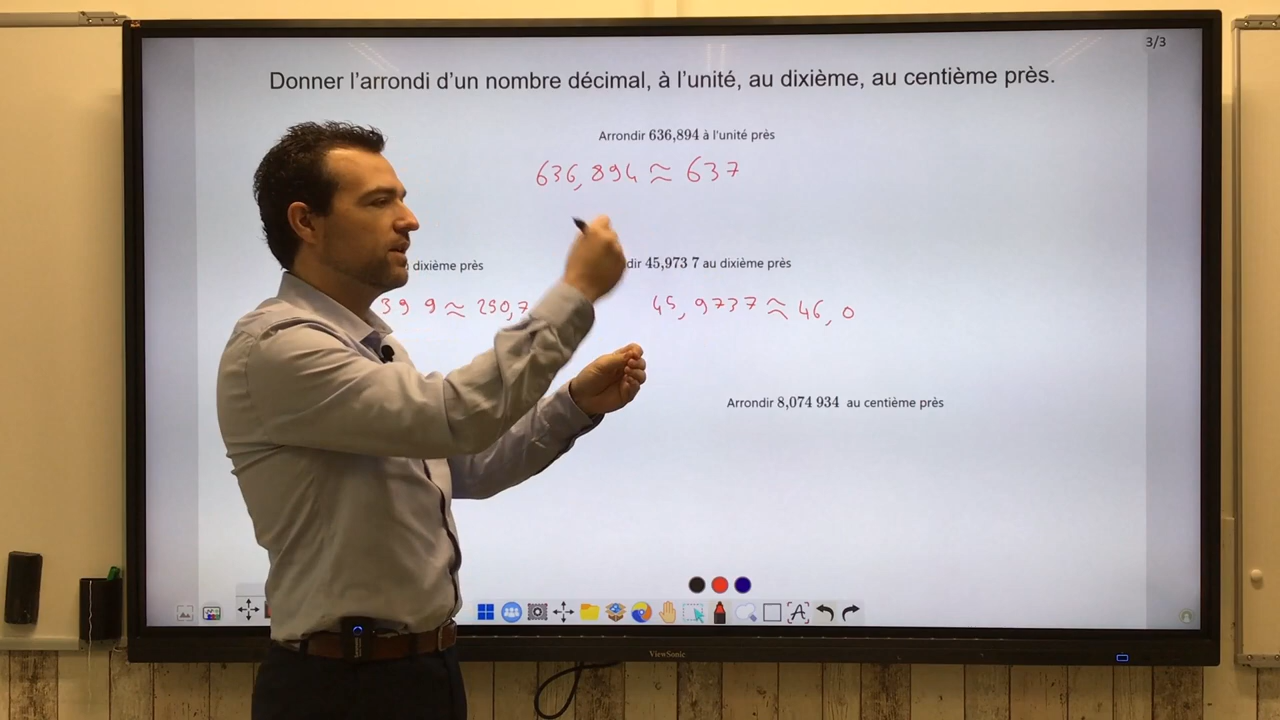 3/3
Donner l'arrondi d'un nombre décimal, à l'unité, au dixième, au centième près.
Arrondir 636,894 à l'unité près
636,894 ≈ 637
dixième près
dir 45,973 7 au dixième près
39 9 ≈ 290,7
45,9737 ≈ 46,0
Arrondir 8,074 934 au centième près
ViewSonic